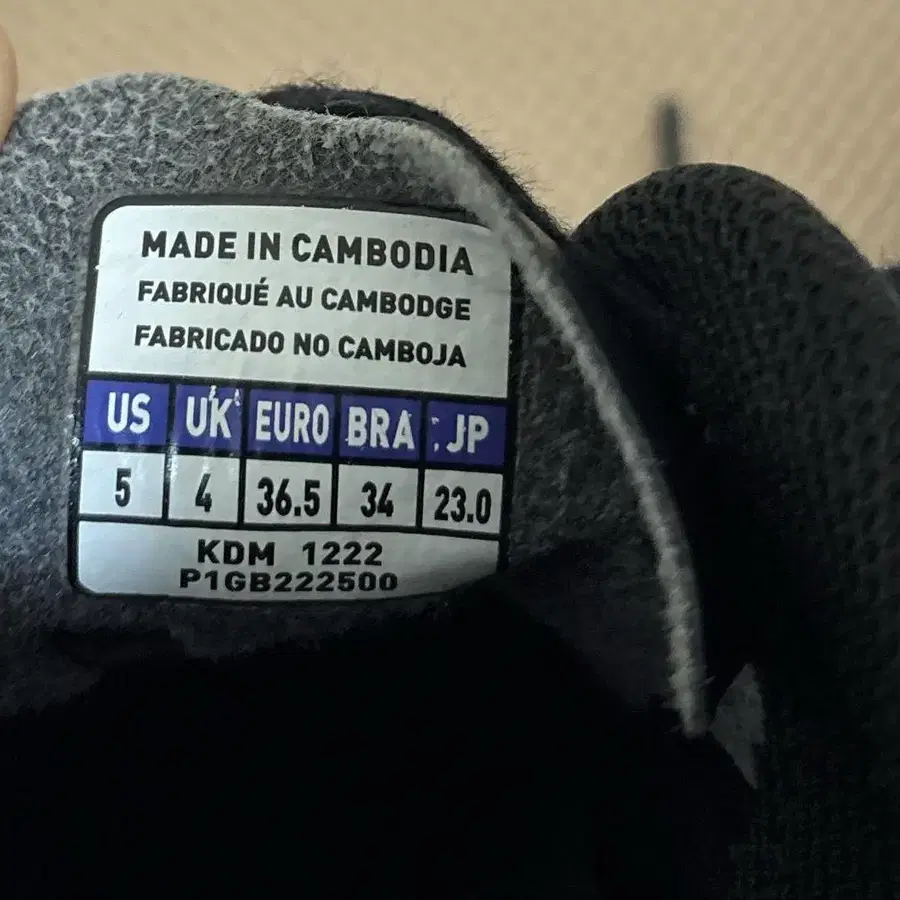 MADE IN CAMBODIA
FABRIQUÉ AU CAMBODGE
FABRICADO NO CAMBOJA
US UK EURO BRA JP
5 4 36.5 34 23.0
KDM 1222
P1GB222500